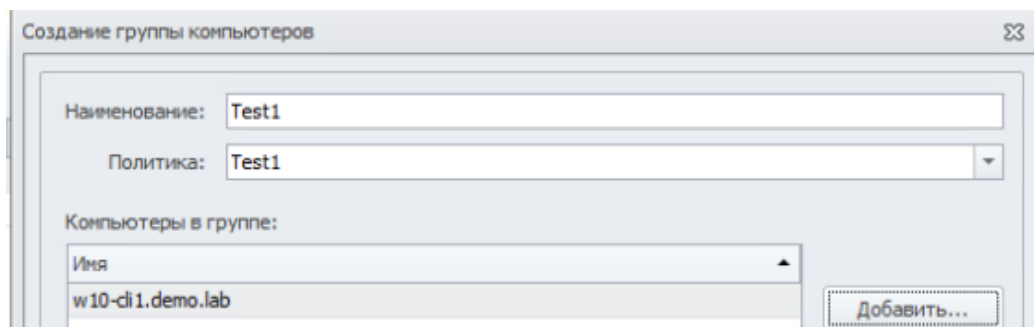 Создание группы компьютеров
Наименование: Test1
Политика: Test1
Компьютеры в группе:
Имя
w10-cli1.demo.lab
Добавить...